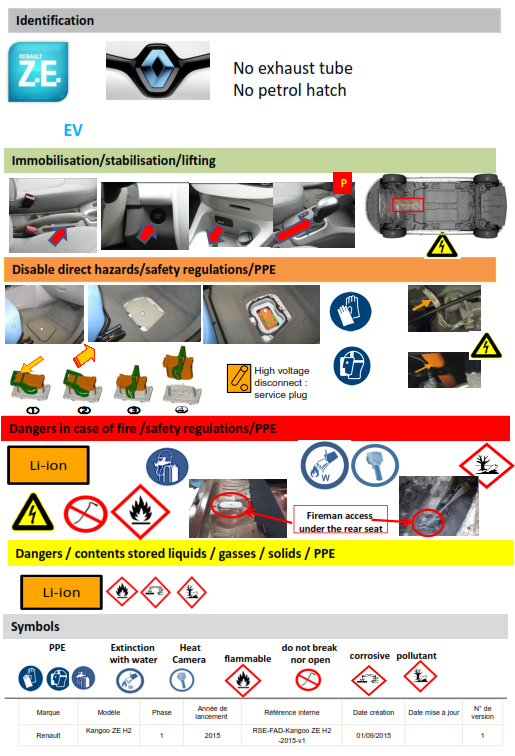 Identification
RENAULT
Z.E.
No exhaust tube
No petrol hatch
EV
Immobilisation/stabilisation/lifting
P
Disable direct hazards/safety regulations/PPE
High voltage
disconnect :
service plug
① ② ③ ④
Dangers in case of fire /safety regulations/PPE
Li-ion
W
Fireman access
under the rear seat
Dangers / contents stored liquids / gasses / solids / PPE
Li-ion
Symbols
PPE
Extinction
with water
Heat
Camera
flammable
do not break
nor open
corrosive
pollutant
Marque Modèle Phase Année de lancement Référence interne Date création Date mise à jour N° de version
Renault Kangoo ZE H2 1 2015 RSE-FAD-Kangoo ZE H2 -2015-v1 01/09/2015 1